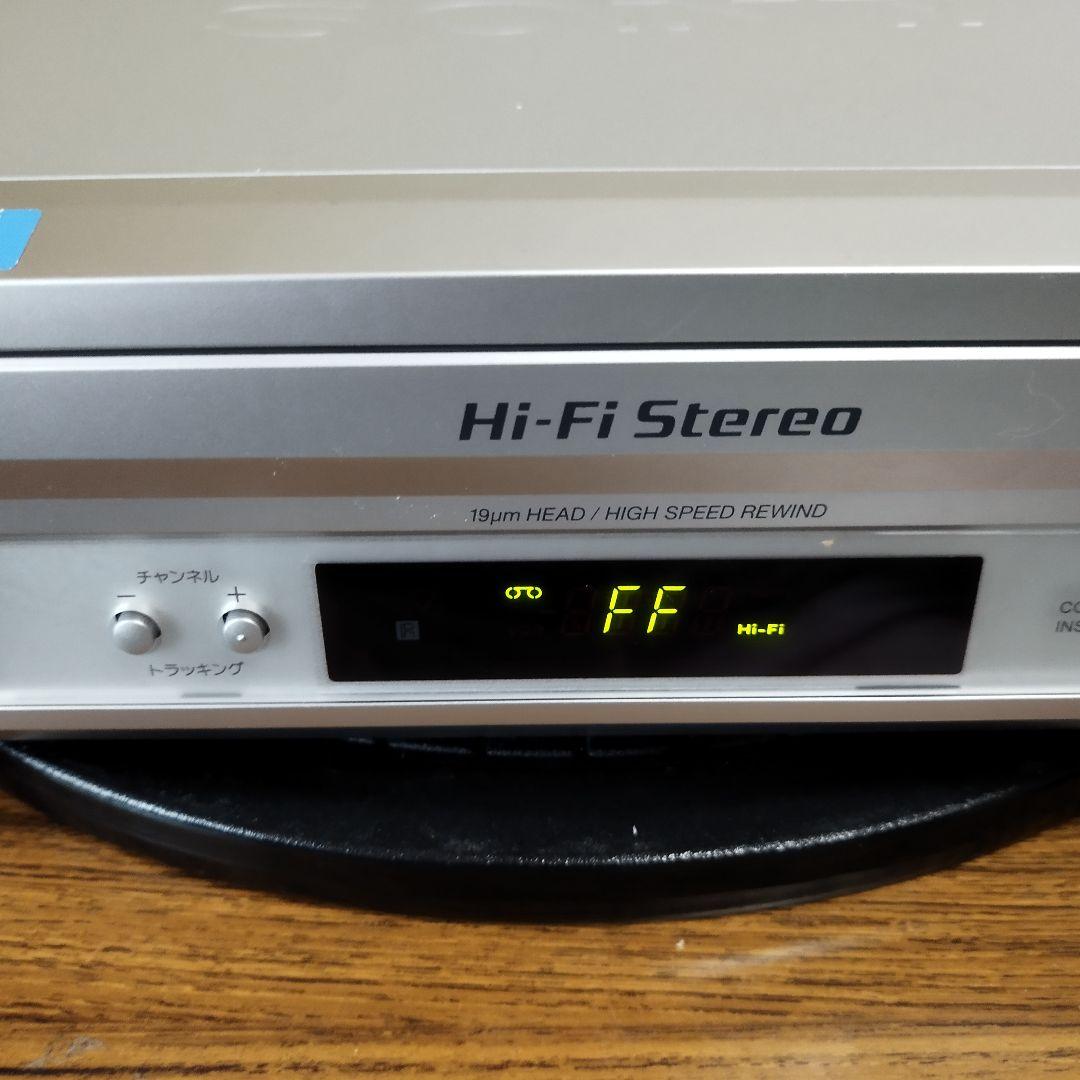 Hi-Fi Stereo
19μm HEAD / HIGH SPEED REWIND
チャンネル
− +
トラッキング
FF
Hi-Fi